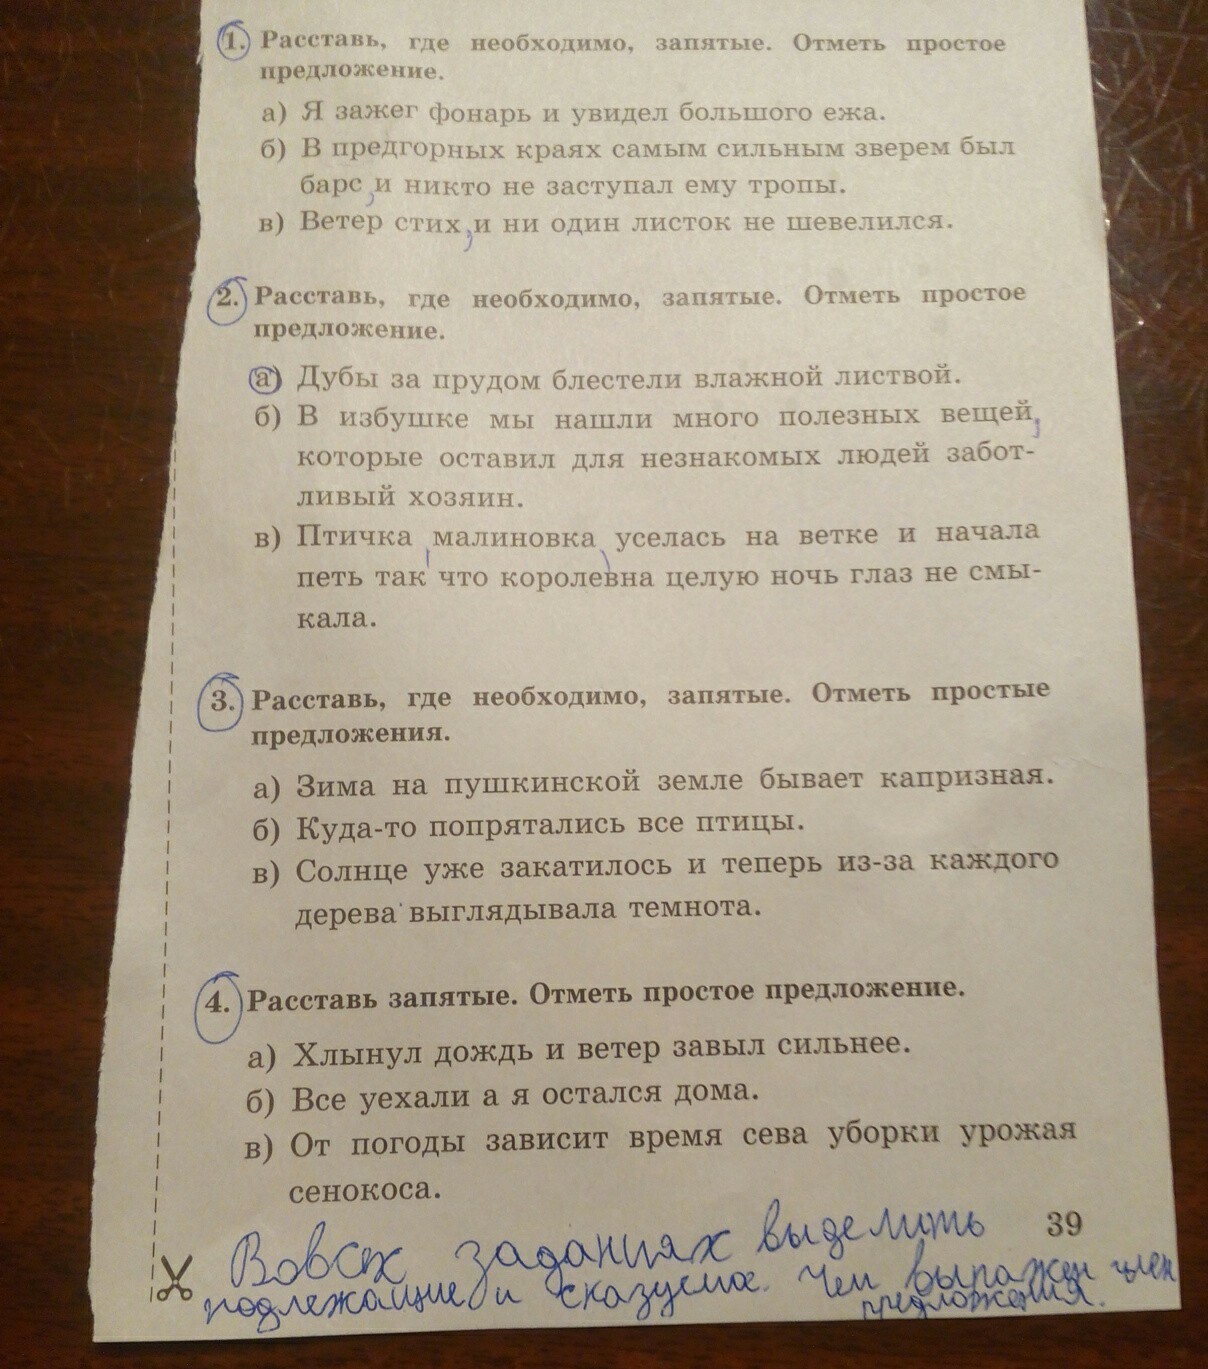 1. Расставь, где необходимо, запятые. Отметь простое
предложение.
а) Я зажег фонарь и увидел большого ежа.
б) В предгорных краях самым сильным зверем был
барс, и никто не заступал ему тропы.
в) Ветер стих, и ни один листок не шевелился.
2. Расставь, где необходимо, запятые. Отметь простое
предложение.
а) Дубы за прудом блестели влажной листвой.
б) В избушке мы нашли много полезных вещей,
которые оставил для незнакомых людей забот-
ливый хозяин.
в) Птичка малиновка уселась на ветке и начала
петь так что королевна целую ночь глаз не смы-
кала.
3. Расставь, где необходимо, запятые. Отметь простые
предложения.
а) Зима на пушкинской земле бывает капризная.
б) Куда-то попрятались все птицы.
в) Солнце уже закатилось и теперь из-за каждого
дерева выглядывала темнота.
4. Расставь запятые. Отметь простое предложение.
а) Хлынул дождь и ветер завыл сильнее.
б) Все уехали а я остался дома.
в) От погоды зависит время сева уборки урожая
сенокоса.
39
Вовсех заданиях выделить
подлежащие и сказуемое. Чем выражен член
предложения.